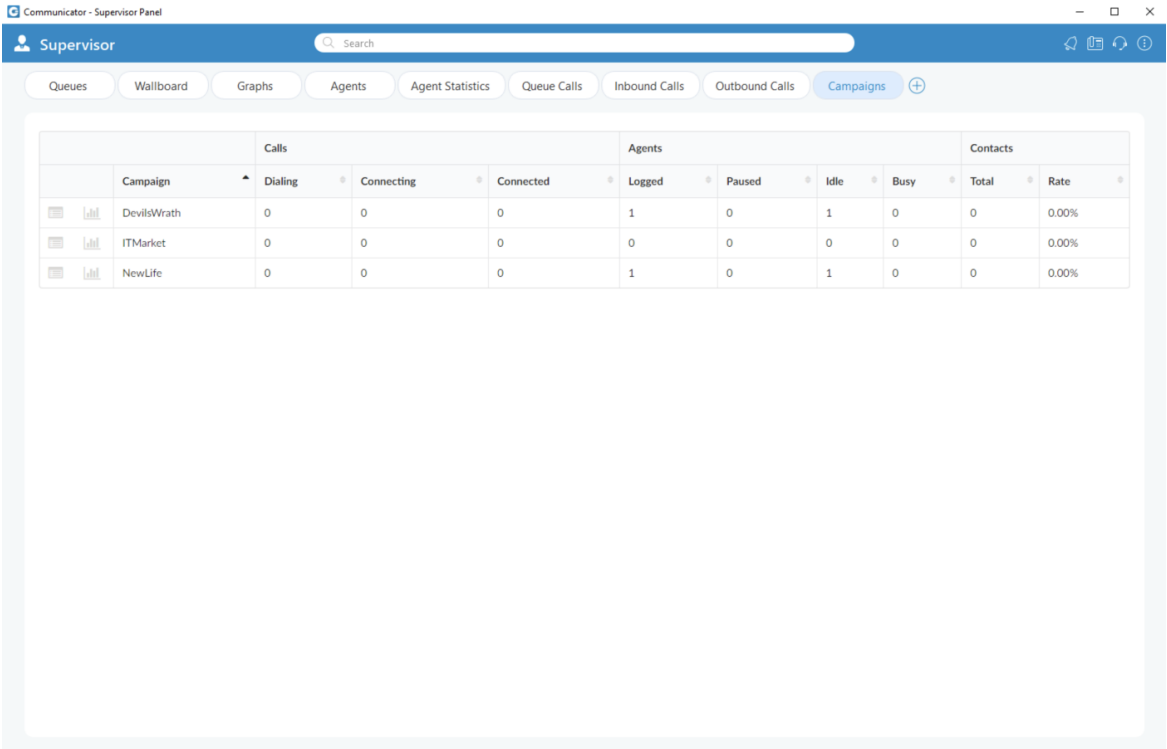 Communicator - Supervisor Panel
Supervisor Search
Queues Wallboard Graphs Agents Agent Statistics Queue Calls Inbound Calls Outbound Calls Campaigns
Calls Agents Contacts
Campaign Dialing Connecting Connected Logged Paused Idle Busy Total Rate
DevilsWrath 0 0 0 1 0 1 0 0 0.00%
ITMarket 0 0 0 0 0 0 0 0 0.00%
NewLife 0 0 0 1 0 1 0 0 0.00%